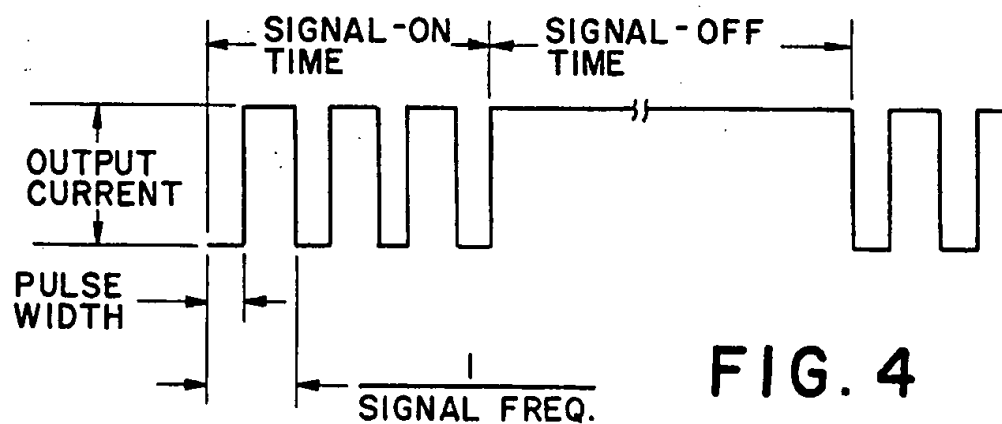 SIGNAL-ON
TIME
SIGNAL-OFF
TIME
OUTPUT
CURRENT
PULSE
WIDTH
1
SIGNAL FREQ.
FIG. 4